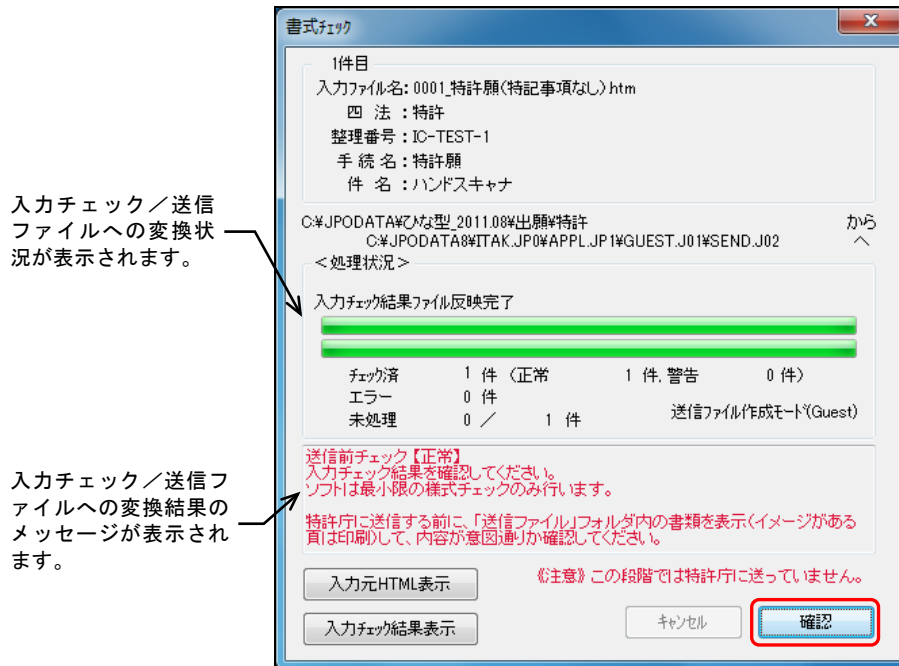 書式ﾁｪｯｸ
1件目
入力ﾌｧｲﾙ名: 0001_特許願(特記事項なし).htm
四 法 ：特許
整理番号：IC-TEST-1
手 続 名：特許願
件 名 ：ハンドスキャナ
C:¥JPODATA¥ひな型_2011.08¥出願¥特許 から
C:¥JPODATA8¥ITAK.JP0¥APPL.JP1¥GUEST.J01¥SEND.J02 へ
＜処理状況＞
入力ﾁｪｯｸ結果ﾌｧｲﾙ反映完了
ﾁｪｯｸ済 1 件 （正常 1 件, 警告 0 件）
エラー 0 件
未処理 0 ／ 1 件 送信ﾌｧｲﾙ作成ﾓｰﾄﾞ(Guest)
送信前チェック【正常】
入力チェック結果を確認してください。
ソフトは最小限の様式チェックのみ行います。
特許庁に送信する前に、「送信ファイル」フォルダ内の書類を表示(イメージがある
頁は印刷)して、内容が意図通りか確認してください。
入力元HTML表示
《注意》この段階では特許庁に送っていません。
入力ﾁｪｯｸ結果表示
ｷｬﾝｾﾙ
確認
入力チェック／送信
ファイルへの変換状
況が表示されます。
入力チェック／送信フ
ァイルへの変換結果の
メッセージが表示され
ます。